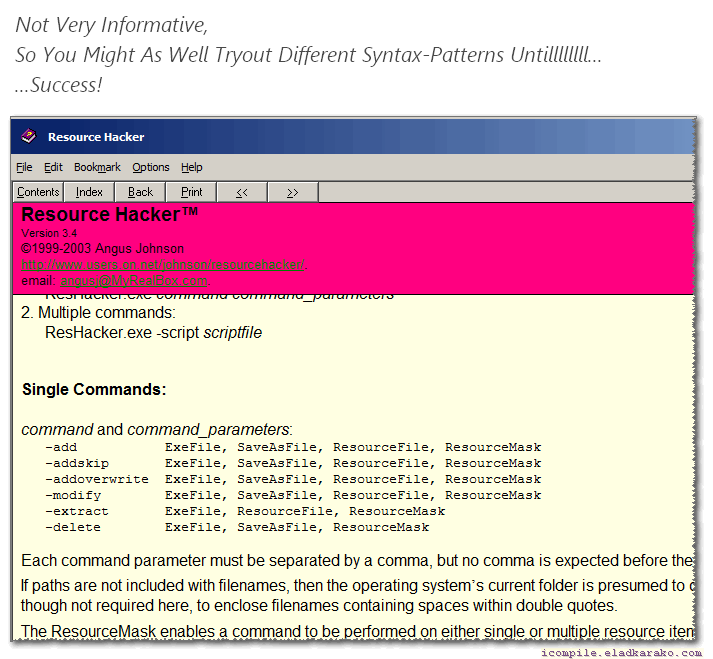 Not Very Informative,
So You Might As Well Tryout Different Syntax-Patterns Untillllllll...
...Success!
Resource Hacker
File Edit Bookmark Options Help
Contents Index Back Print << >>
Resource Hacker™
Version 3.4
©1999-2003 Angus Johnson
http://www.users.on.net/johnson/resourcehacker/.
email: angusj@MyRealBox.com.
ResHacker.exe command command_parameters
2. Multiple commands:
ResHacker.exe -script scriptfile
Single Commands:
command and command_parameters:
-add ExeFile, SaveAsFile, ResourceFile, ResourceMask
-addskip ExeFile, SaveAsFile, ResourceFile, ResourceMask
-addoverwrite ExeFile, SaveAsFile, ResourceFile, ResourceMask
-modify ExeFile, SaveAsFile, ResourceFile, ResourceMask
-extract ExeFile, ResourceFile, ResourceMask
-delete ExeFile, SaveAsFile, ResourceMask
Each command parameter must be separated by a comma, but no comma is expected before the
If paths are not included with filenames, then the operating system's current folder is presumed to
though not required here, to enclose filenames containing spaces within double quotes.
The ResourceMask enables a command to be performed on either single or multiple resource
icompile.eladkarako.com